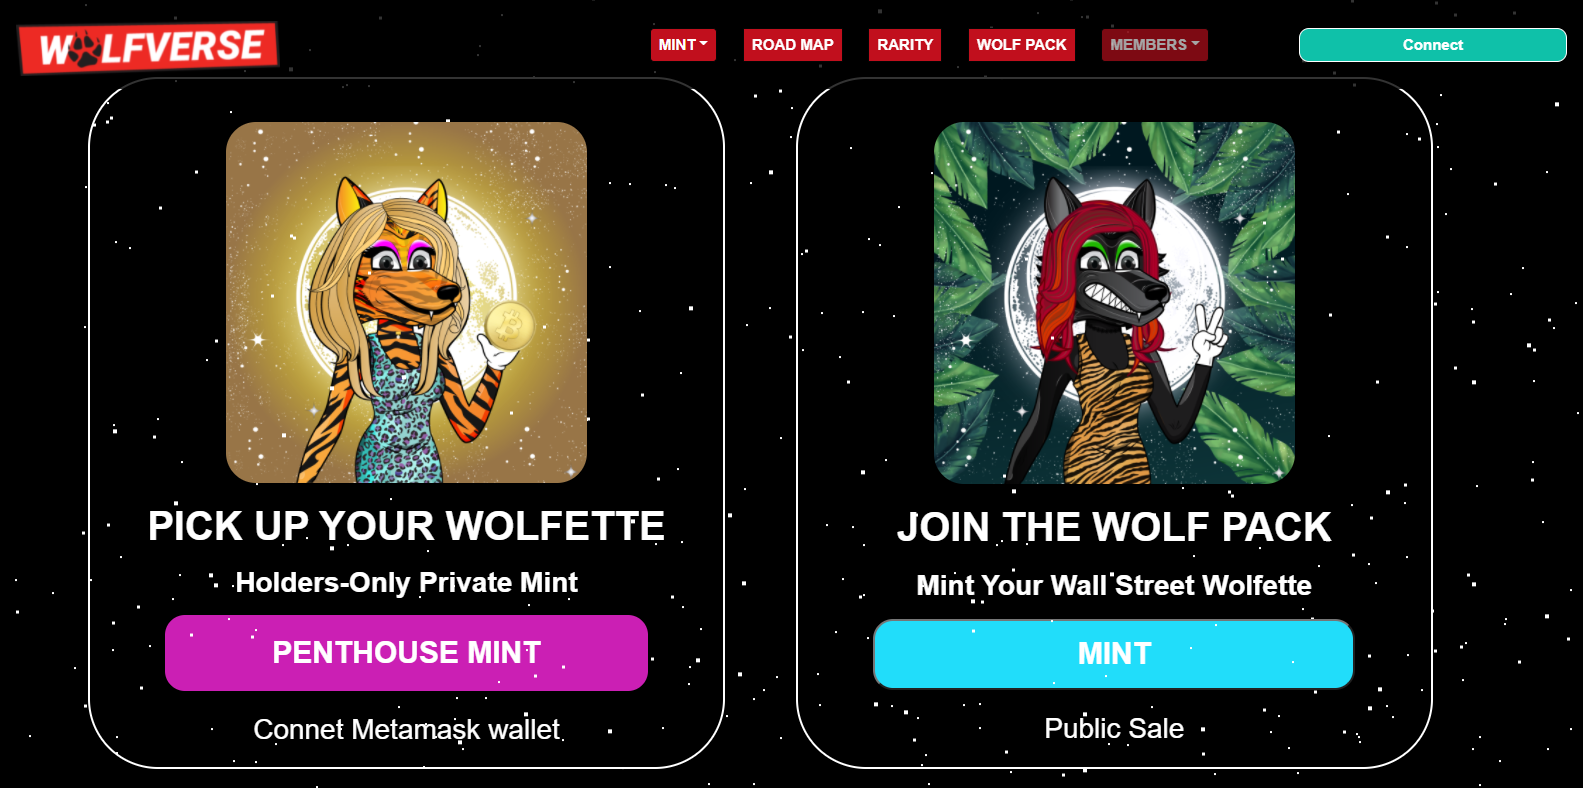 WOLFVERSE
MINT
ROAD MAP
RARITY
WOLF PACK
MEMBERS
Connect
PICK UP YOUR WOLFETTE
Holders-Only Private Mint
PENTHOUSE MINT
Connet Metamask wallet
JOIN THE WOLF PACK
Mint Your Wall Street Wolfette
MINT
Public Sale